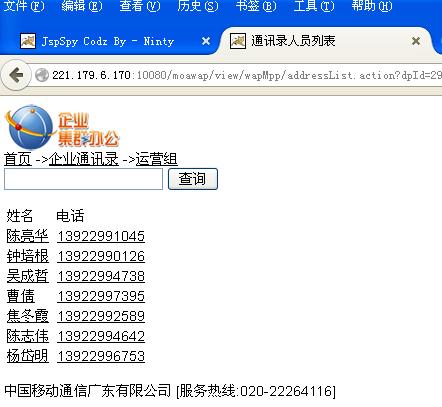 文件(F) 编辑(E) 查看(V) 历史(S) 书签(B) 工具(T) 帮助(H)
JspSpy Codz By - Ninty × 通讯录人员列表 ×
221.179.6.170:10080/moawap/view/wapMpp/addressList.action?dpId=29
企业
集群办公
首页 ->企业通讯录 ->运营组
查询
姓名 电话
陈亮华 13922991045
钟培根 13922990126
吴成哲 13922994738
曹倩 13922997395
焦冬霞 13922992589
陈志伟 13922994642
杨岱明 13922996753
中国移动通信广东有限公司 [服务热线:020-22264116]